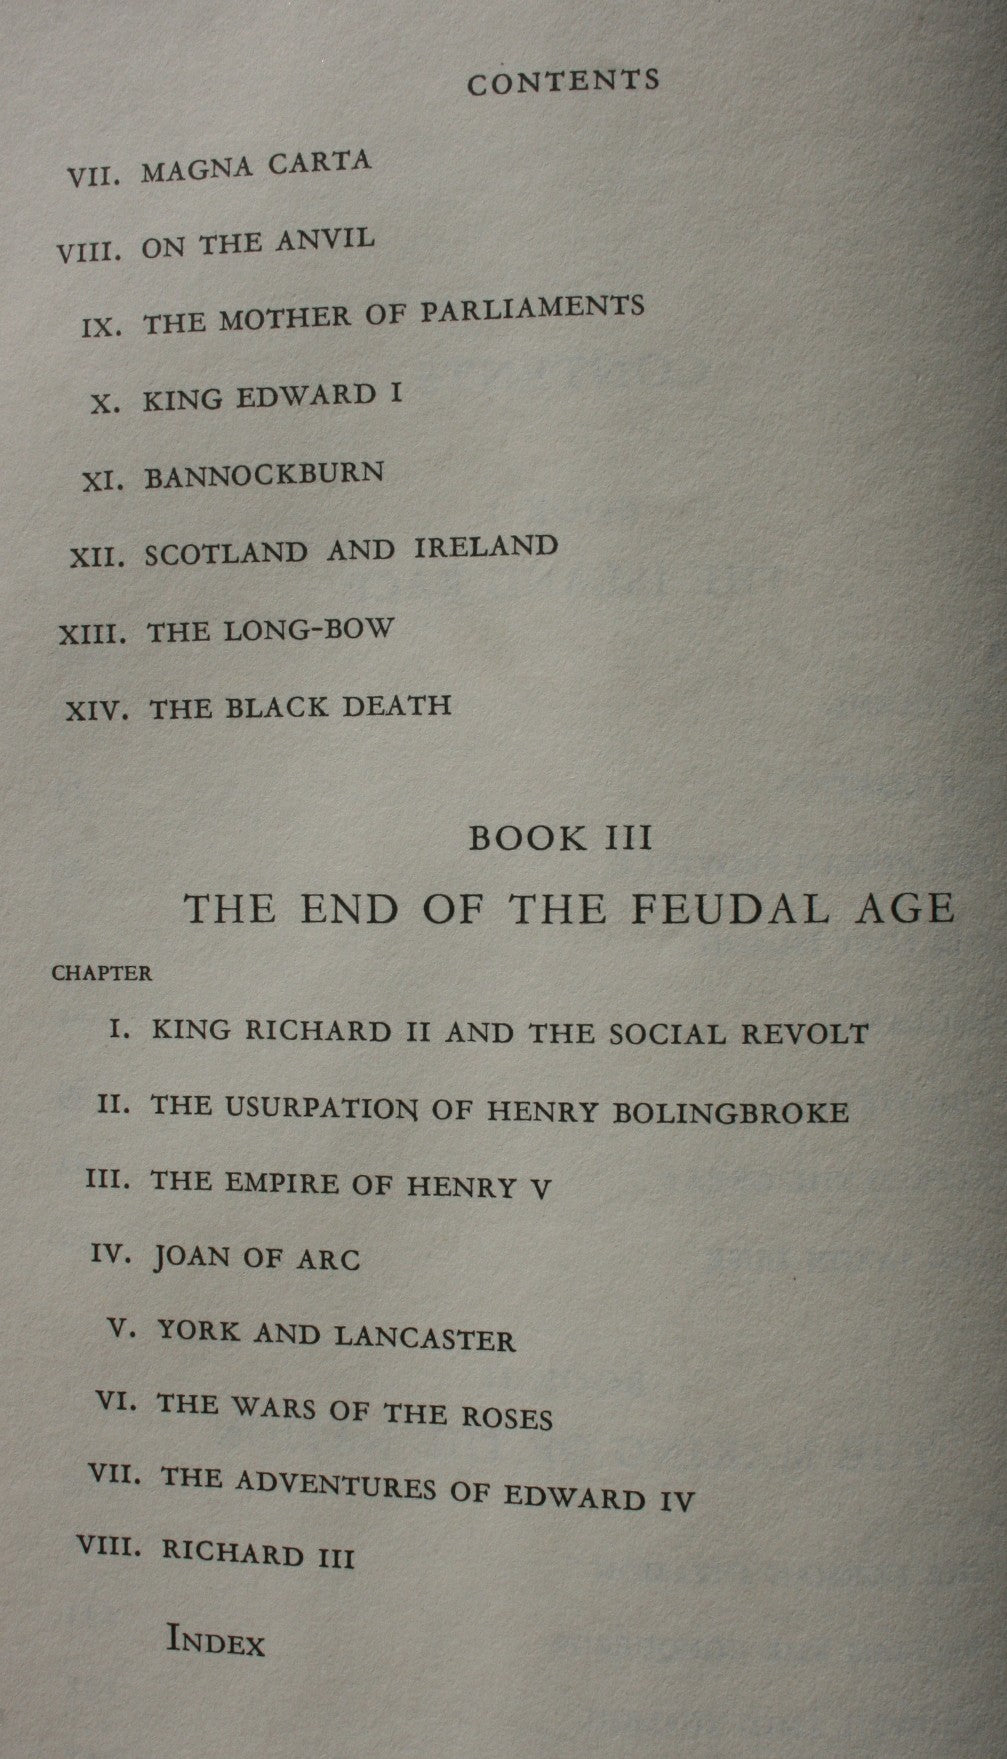 CONTENTS
VII. MAGNA CARTA
VIII. ON THE ANVIL
IX. THE MOTHER OF PARLIAMENTS
X. KING EDWARD I
XI. BANNOCKBURN
XII. SCOTLAND AND IRELAND
XIII. THE LONG-BOW
XIV. THE BLACK DEATH
BOOK III
THE END OF THE FEUDAL AGE
CHAPTER
I. KING RICHARD II AND THE SOCIAL REVOLT
II. THE USURPATION OF HENRY BOLINGBROKE
III. THE EMPIRE OF HENRY V
IV. JOAN OF ARC
V. YORK AND LANCASTER
VI. THE WARS OF THE ROSES
VII. THE ADVENTURES OF EDWARD IV
VIII. RICHARD III
INDEX